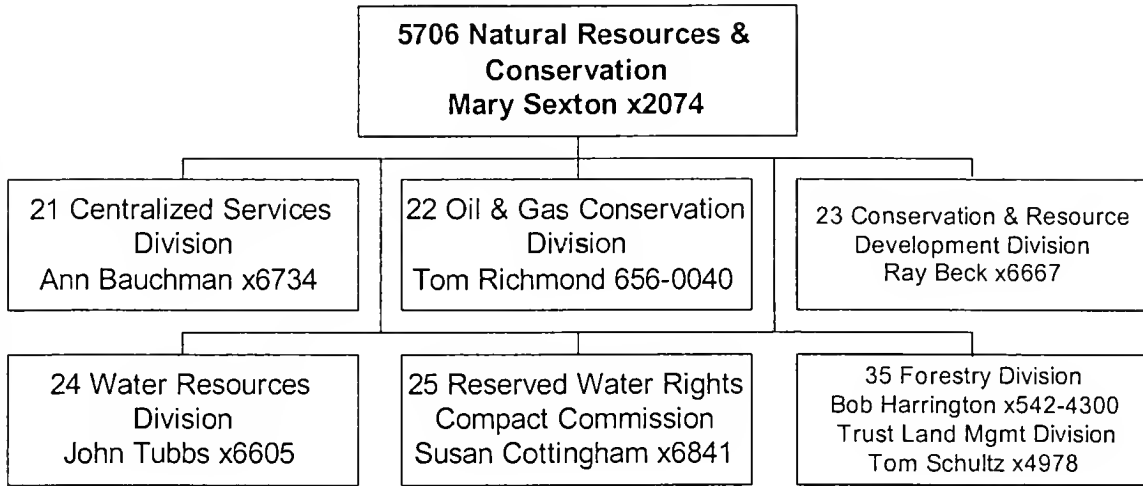 5706 Natural Resources &
Conservation
Mary Sexton x2074
21 Centralized Services
Division
Ann Bauchman x6734
22 Oil & Gas Conservation
Division
Tom Richmond 656-0040
23 Conservation & Resource
Development Division
Ray Beck x6667
24 Water Resources
Division
John Tubbs x6605
25 Reserved Water Rights
Compact Commission
Susan Cottingham x6841
35 Forestry Division
Bob Harrington x542-4300
Trust Land Mgmt Division
Tom Schultz x4978